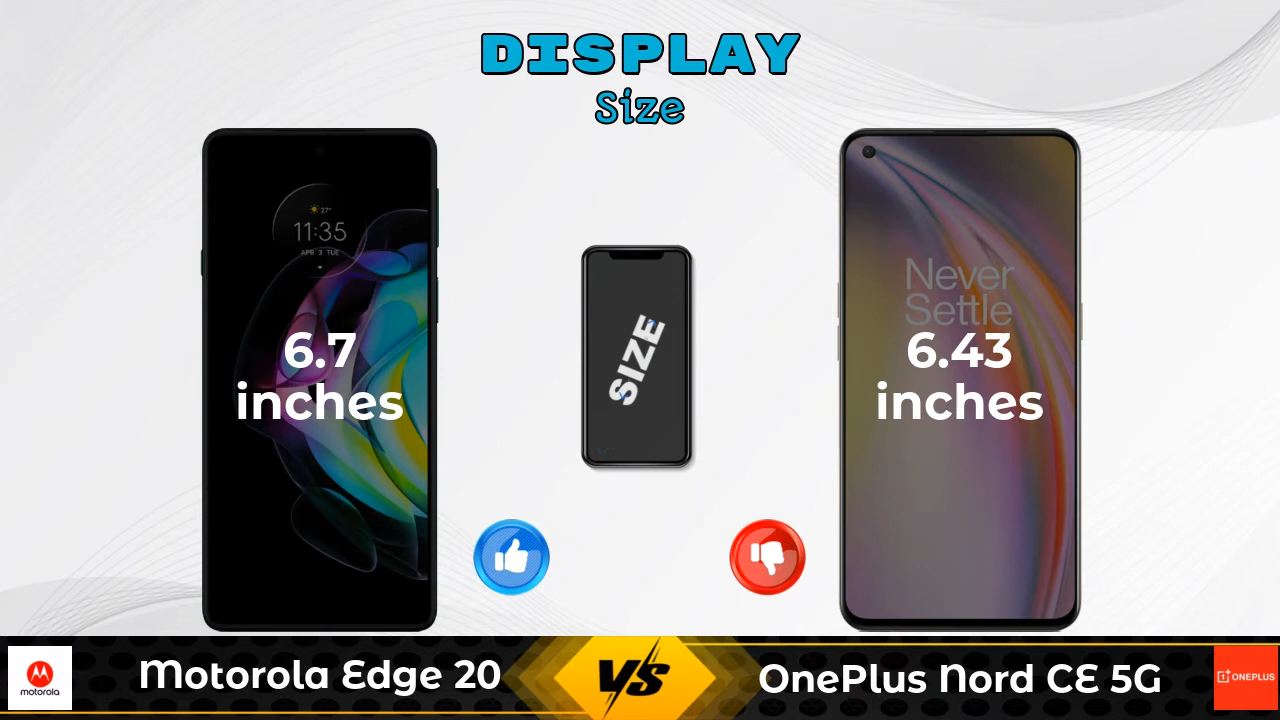 DISPLAY
Size
27°
11:35
APR 3 TUE
6.7
inches
SIZE
Never
Settle
6.43
inches
motorola
Motorola Edge 20
VS
OnePlus Nord CE 5G
1+ ONEPLUS